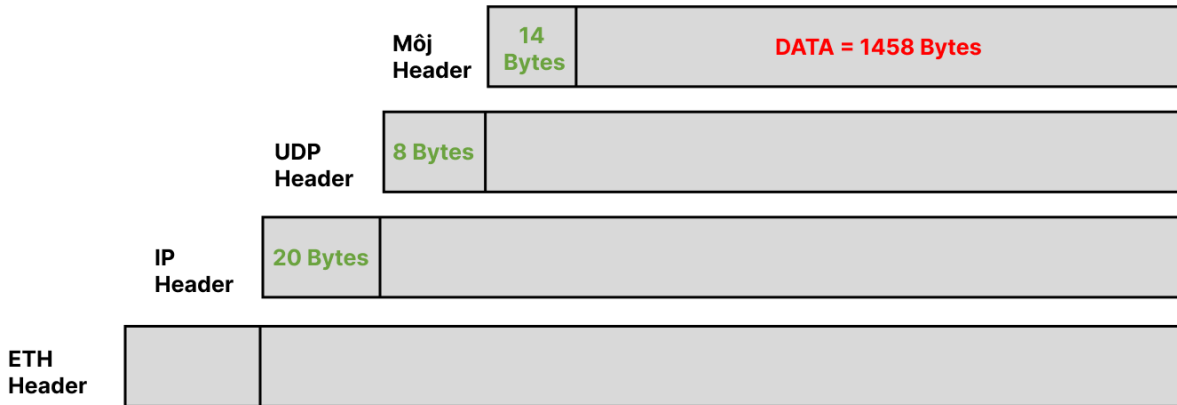 Môj
Header
14
Bytes
DATA = 1458 Bytes
UDP
Header
8 Bytes
IP
Header
20 Bytes
ETH
Header